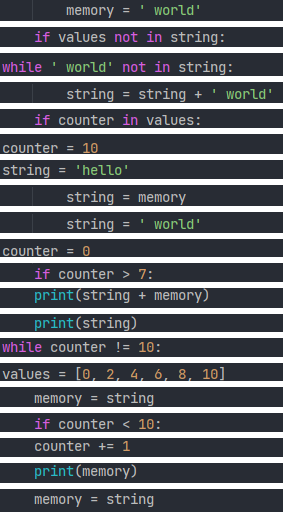 memory = ' world'
    if values not in string:
while ' world' not in string:
        string = string + ' world'
    if counter in values:
counter = 10
string = 'hello'
        string = memory
        string = ' world'
counter = 0
    if counter > 7:
    print(string + memory)
    print(string)
while counter != 10:
values = [0, 2, 4, 6, 8, 10]
    memory = string
    if counter < 10:
    counter += 1
    print(memory)
    memory = string